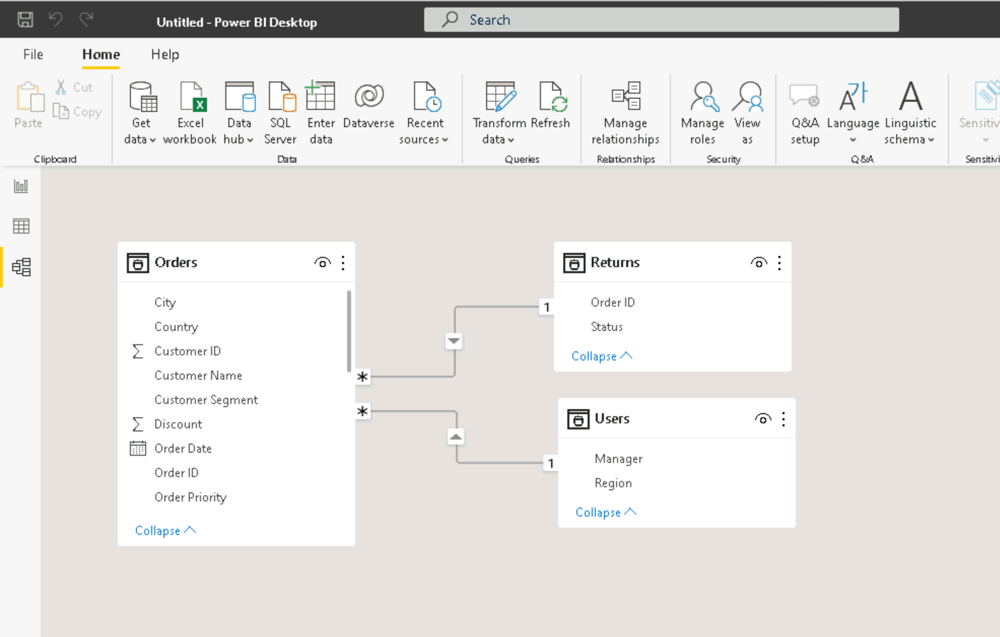 Untitled - Power BI Desktop
Search
File Home Help
Paste
Cut
Copy
Clipboard
Get data
Excel workbook
Data hub
SQL Server
Enter data
Dataverse
Recent sources
Data
Transform data
Refresh
Queries
Manage relationships
Relationships
Manage roles
View as
Security
Q&A setup
Language
Linguistic schema
Q&A
Sensitiv
Sensitivi
Orders
City
Country
Customer ID
Customer Name
Customer Segment
Discount
Order Date
Order ID
Order Priority
Collapse
*
*
1
1
Returns
Order ID
Status
Collapse
Users
Manager
Region
Collapse